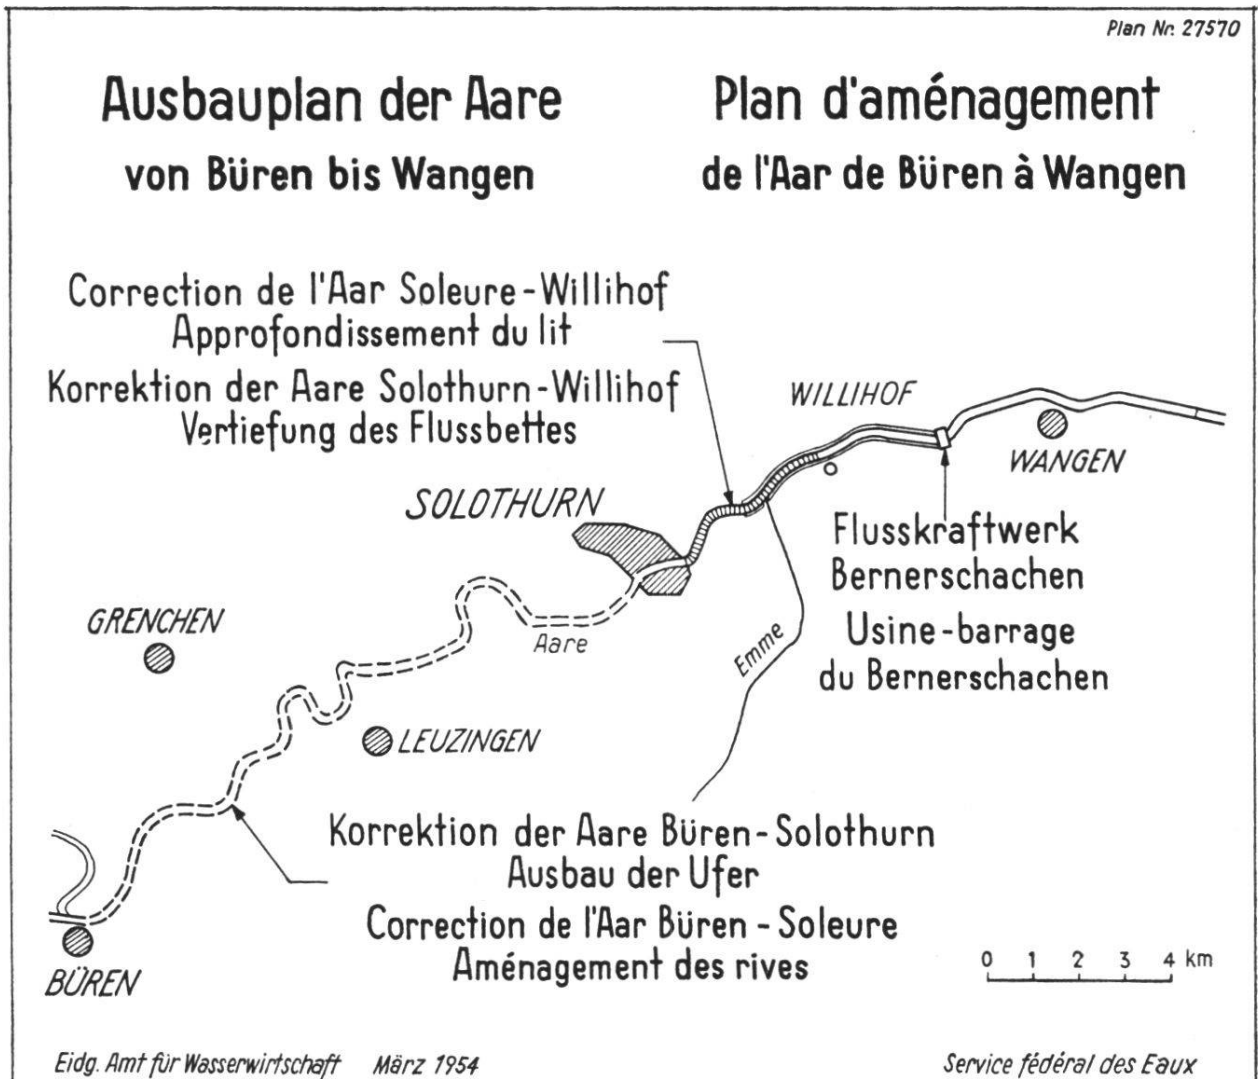 Plan Nr. 27570
Ausbauplan der Aare
von Büren bis Wangen
Plan d'aménagement
de l'Aar de Büren à Wangen
Correction de l'Aar Soleure-Willihof
Approfondissement du lit
Korrektion der Aare Solothurn-Willihof
Vertiefung des Flussbettes
WILLIHOF
WANGEN
SOLOTHURN
Flusskraftwerk
Bernerschachen
Usine-barrage
du Bernerschachen
GRENCHEN
Aare
Emme
LEUZINGEN
Korrektion der Aare Büren-Solothurn
Ausbau der Ufer
Correction de l'Aar Büren - Soleure
Aménagement des rives
BÜREN
0 1 2 3 4 km
Eidg. Amt für Wasserwirtschaft März 1954
Service fédéral des Eaux